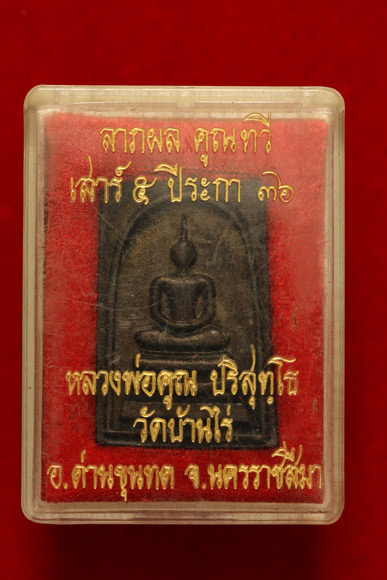 ลาภผล คูณทวี
เสาร์ ๕ ปีระกา ๓๖
หลวงพ่อคูณ ปริสุทฺโธ
วัดบ้านไร่
อ.ด่านขุนทด จ.นครราชสีมา